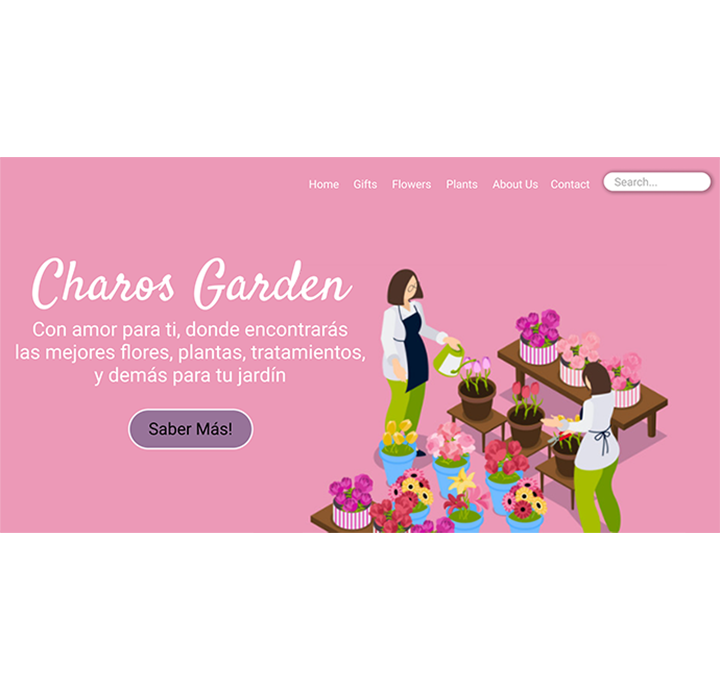 Home Gifts Flowers Plants About Us Contact Search...
Charos Garden
Con amor para ti, donde encontrarás
las mejores flores, plantas, tratamientos,
y demás para tu jardín
Saber Más!